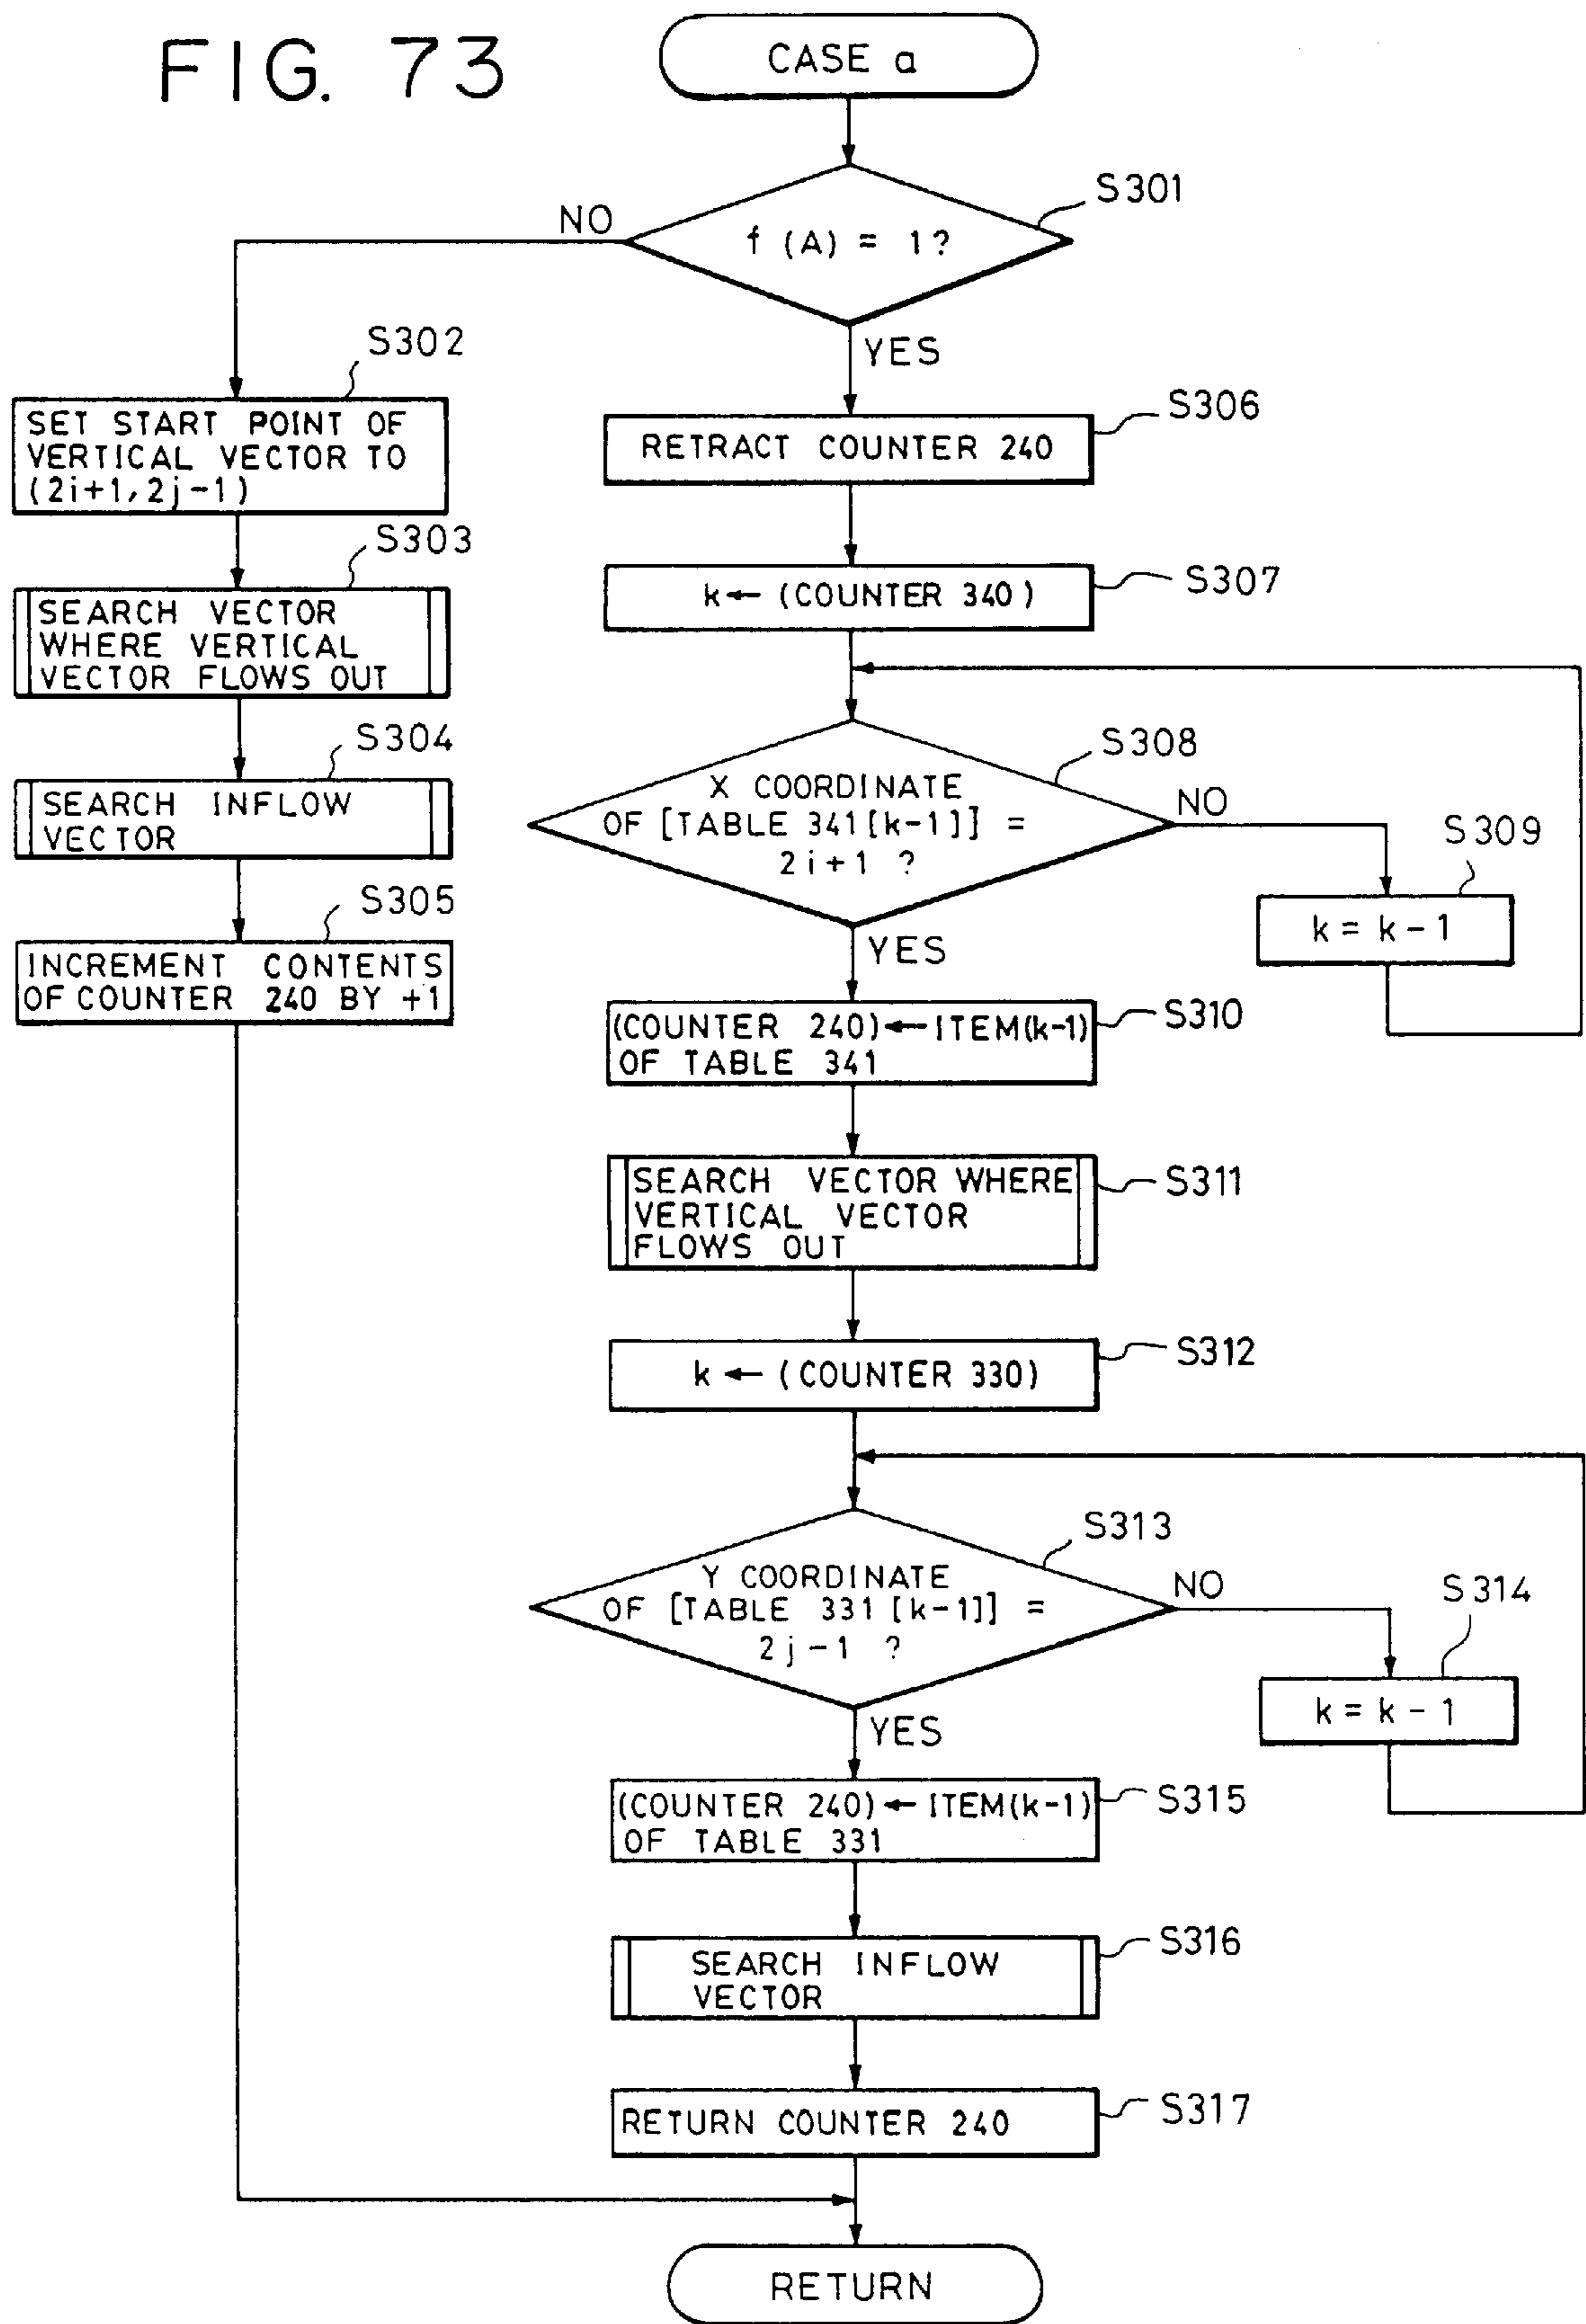 FIG. 73
CASE a
S301
NO
f (A) = 1?
YES
S302
SET START POINT OF
VERTICAL VECTOR TO
(2i+1, 2j-1)
S303
SEARCH VECTOR
WHERE VERTICAL
VECTOR FLOWS OUT
S304
SEARCH INFLOW
VECTOR
S305
INCREMENT CONTENTS
OF COUNTER 240 BY +1
S306
RETRACT COUNTER 240
S307
k ← (COUNTER 340)
S308
X COORDINATE
OF [TABLE 341 [k-1]] =
2i+1 ?
NO
S309
k = k - 1
YES
S310
(COUNTER 240) ← ITEM(k-1)
OF TABLE 341
S311
SEARCH VECTOR WHERE
VERTICAL VECTOR
FLOWS OUT
S312
k ← (COUNTER 330)
S313
Y COORDINATE
OF [TABLE 331 [k-1]] =
2j-1 ?
NO
S314
k = k - 1
YES
S315
(COUNTER 240) ← ITEM(k-1)
OF TABLE 331
S316
SEARCH INFLOW
VECTOR
S317
RETURN COUNTER 240
RETURN